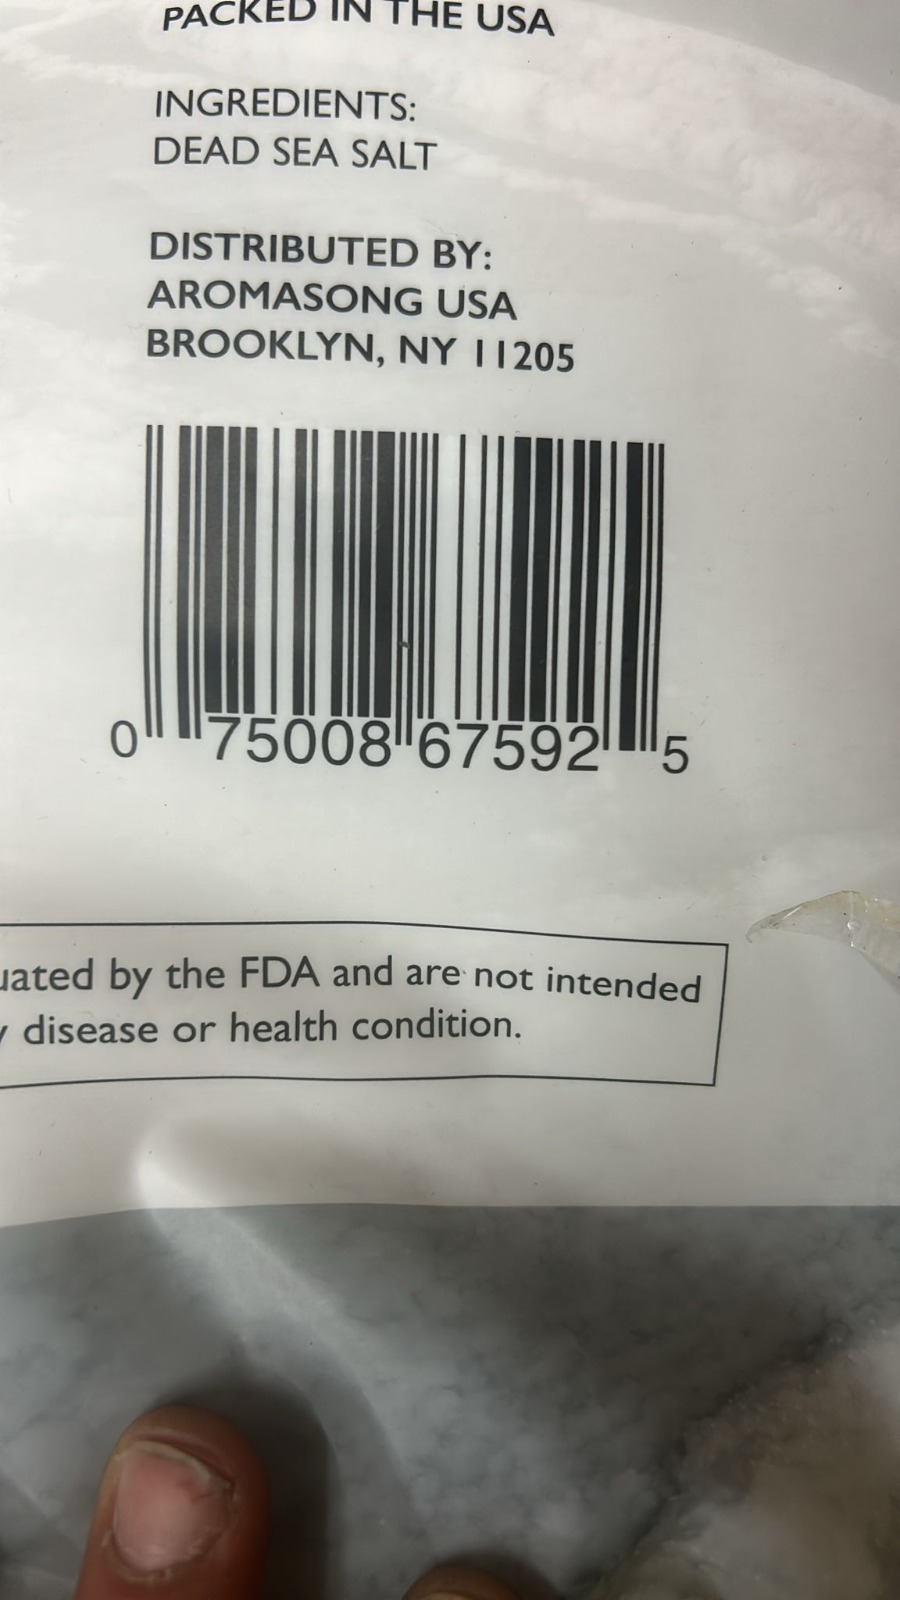 PACKED IN THE USA
INGREDIENTS:
DEAD SEA SALT
DISTRIBUTED BY:
AROMASONG USA
BROOKLYN, NY 11205
0 75008 67592 5
uated by the FDA and are not intended
disease or health condition.